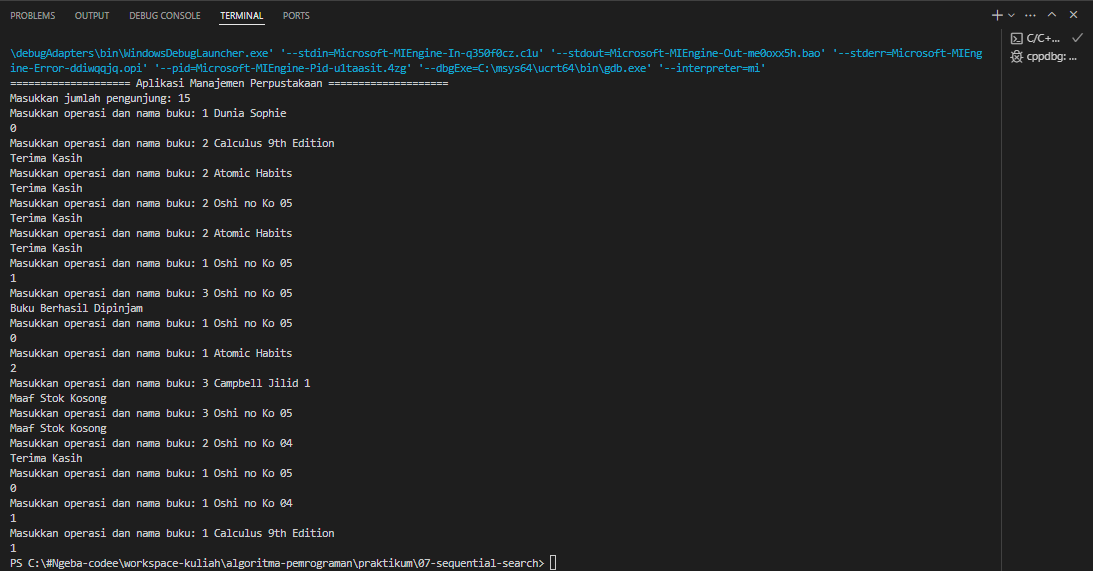 PROBLEMS OUTPUT DEBUG CONSOLE TERMINAL PORTS
\debugAdapters\bin\WindowsDebugLauncher.exe' '--stdin=Microsoft-MIEngine-In-q350f0cz.c1u' '--stdout=Microsoft-MIEngine-Out-me0oxx5h.bao' '--stderr=Microsoft-MIEng
ine-Error-ddiwqqjq.opi' '--pid=Microsoft-MIEngine-Pid-u1taasit.4zg' '--dbgExe=C:\msys64\ucrt64\bin\gdb.exe' '--interpreter=mi'
==================== Aplikasi Manajemen Perpustakaan ====================
Masukkan jumlah pengunjung: 15
Masukkan operasi dan nama buku: 1 Dunia Sophie
0
Masukkan operasi dan nama buku: 2 Calculus 9th Edition
Terima Kasih
Masukkan operasi dan nama buku: 2 Atomic Habits
Terima Kasih
Masukkan operasi dan nama buku: 2 Oshi no Ko 05
Terima Kasih
Masukkan operasi dan nama buku: 2 Atomic Habits
Terima Kasih
Masukkan operasi dan nama buku: 1 Oshi no Ko 05
1
Masukkan operasi dan nama buku: 3 Oshi no Ko 05
Buku Berhasil Dipinjam
Masukkan operasi dan nama buku: 1 Oshi no Ko 05
0
Masukkan operasi dan nama buku: 1 Atomic Habits
2
Masukkan operasi dan nama buku: 3 Campbell Jilid 1
Maaf Stok Kosong
Masukkan operasi dan nama buku: 3 Oshi no Ko 05
Maaf Stok Kosong
Masukkan operasi dan nama buku: 2 Oshi no Ko 04
Terima Kasih
Masukkan operasi dan nama buku: 1 Oshi no Ko 05
0
Masukkan operasi dan nama buku: 1 Oshi no Ko 04
1
Masukkan operasi dan nama buku: 1 Calculus 9th Edition
1
PS C:\#Ngeba-codee\workspace-kuliah\algoritma-pemrograman\praktikum\07-sequential-search>
C/C+...
cppdbg: ...